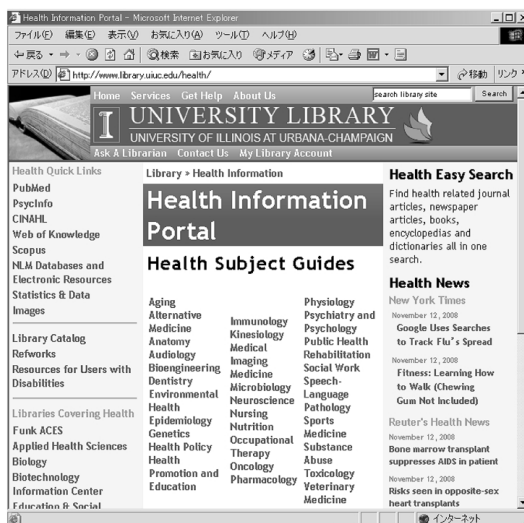 Health Information Portal - Microsoft Internet Explorer
ファイル(F) 編集(E) 表示(V) お気に入り(A) ツール(T) ヘルプ(H)
戻る 検索 お気に入り メディア
アドレス(D) http://www.library.uiuc.edu/health/ 移動 リンク
Home Services Get Help About Us search library site Search
I UNIVERSITY LIBRARY
UNIVERSITY OF ILLINOIS AT URBANA-CHAMPAIGN
Ask A Librarian Contact Us My Library Account
Health Quick Links
PubMed
PsycInfo
CINAHL
Web of Knowledge
Scopus
NLM Databases and
Electronic Resources
Statistics & Data
Images
Library Catalog
Refworks
Resources for Users with
Disabilities
Libraries Covering Health
Funk ACES
Applied Health Sciences
Biology
Biotechnology
Information Center
Education & Social
Library » Health Information
Health Information
Portal
Health Subject Guides
Aging
Alternative
Medicine
Anatomy
Audiology
Bioengineering
Dentistry
Environmental
Health
Epidemiology
Genetics
Health Policy
Health
Promotion and
Education
Immunology
Kinesiology
Medical
Imaging
Medicine
Microbiology
Neuroscience
Nursing
Nutrition
Occupational
Therapy
Oncology
Pharmacology
Physiology
Psychiatry and
Psychology
Public Health
Rehabilitation
Social Work
Speech-
Language
Pathology
Sports
Medicine
Substance
Abuse
Toxicology
Veterinary
Medicine
Health Easy Search
Find health related journal
articles, newspaper
articles, books,
encyclopedias and
dictionaries all in one
search.
Health News
New York Times
November 12, 2008
Google Uses Searches
to Track Flu's Spread
November 12, 2008
Fitness: Learning How
to Walk (Chewing
Gum Not Included)
Reuter's Health News
November 12, 2008
Bone marrow transplant
suppresses AIDS in patient
November 12, 2008
Risks seen in opposite-sex
heart transplants
インターネット